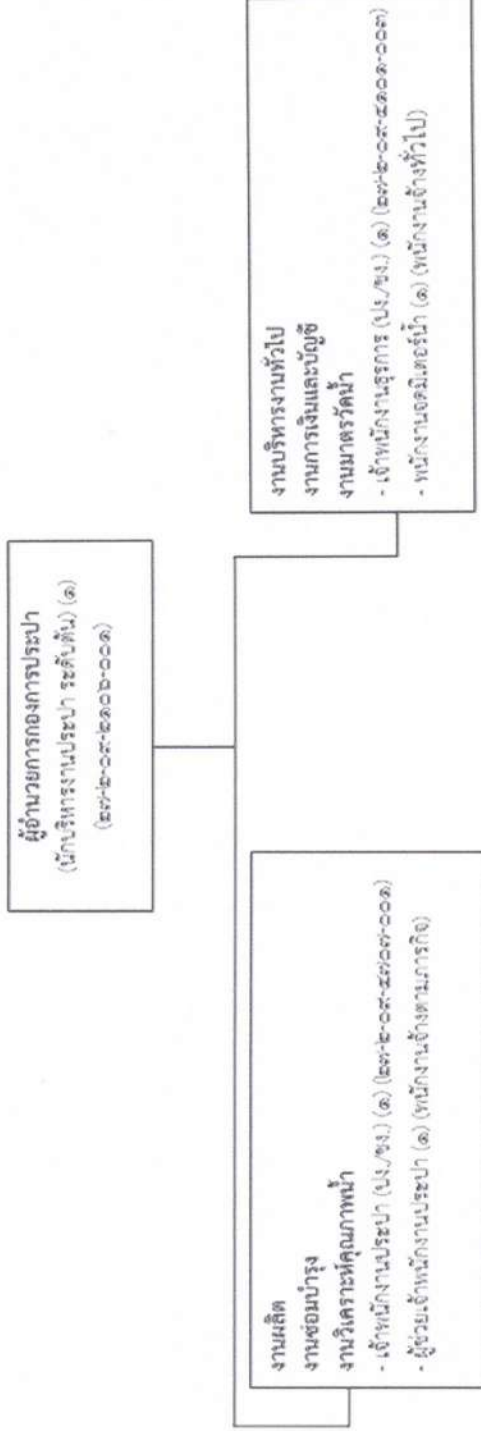 ผู้อำนวยการกองการประปา
(นักบริหารงานประปา ระดับต้น) (๑)
(๒๗-๒-๐๙-๒๑๐๖-๐๐๑)
งานผลิต
งานซ่อมบำรุง
งานวิเคราะห์คุณภาพน้ำ
- เจ้าพนักงานประปา (ปง./ชง.) (๑) (๒๗-๒-๐๙-๔๗๐๗-๐๐๑)
- ผู้ช่วยเจ้าพนักงานประปา (๑) (พนักงานจ้างตามภารกิจ)
งานบริหารงานทั่วไป
งานการเงินและบัญชี
งานมาตรวัดน้ำ
- เจ้าพนักงานธุรการ (ปง./ชง.) (๑) (๒๗-๒-๐๙-๔๑๐๑-๐๐๓)
- พนักงานจดมิเตอร์น้ำ (๑) (พนักงานจ้างทั่วไป)